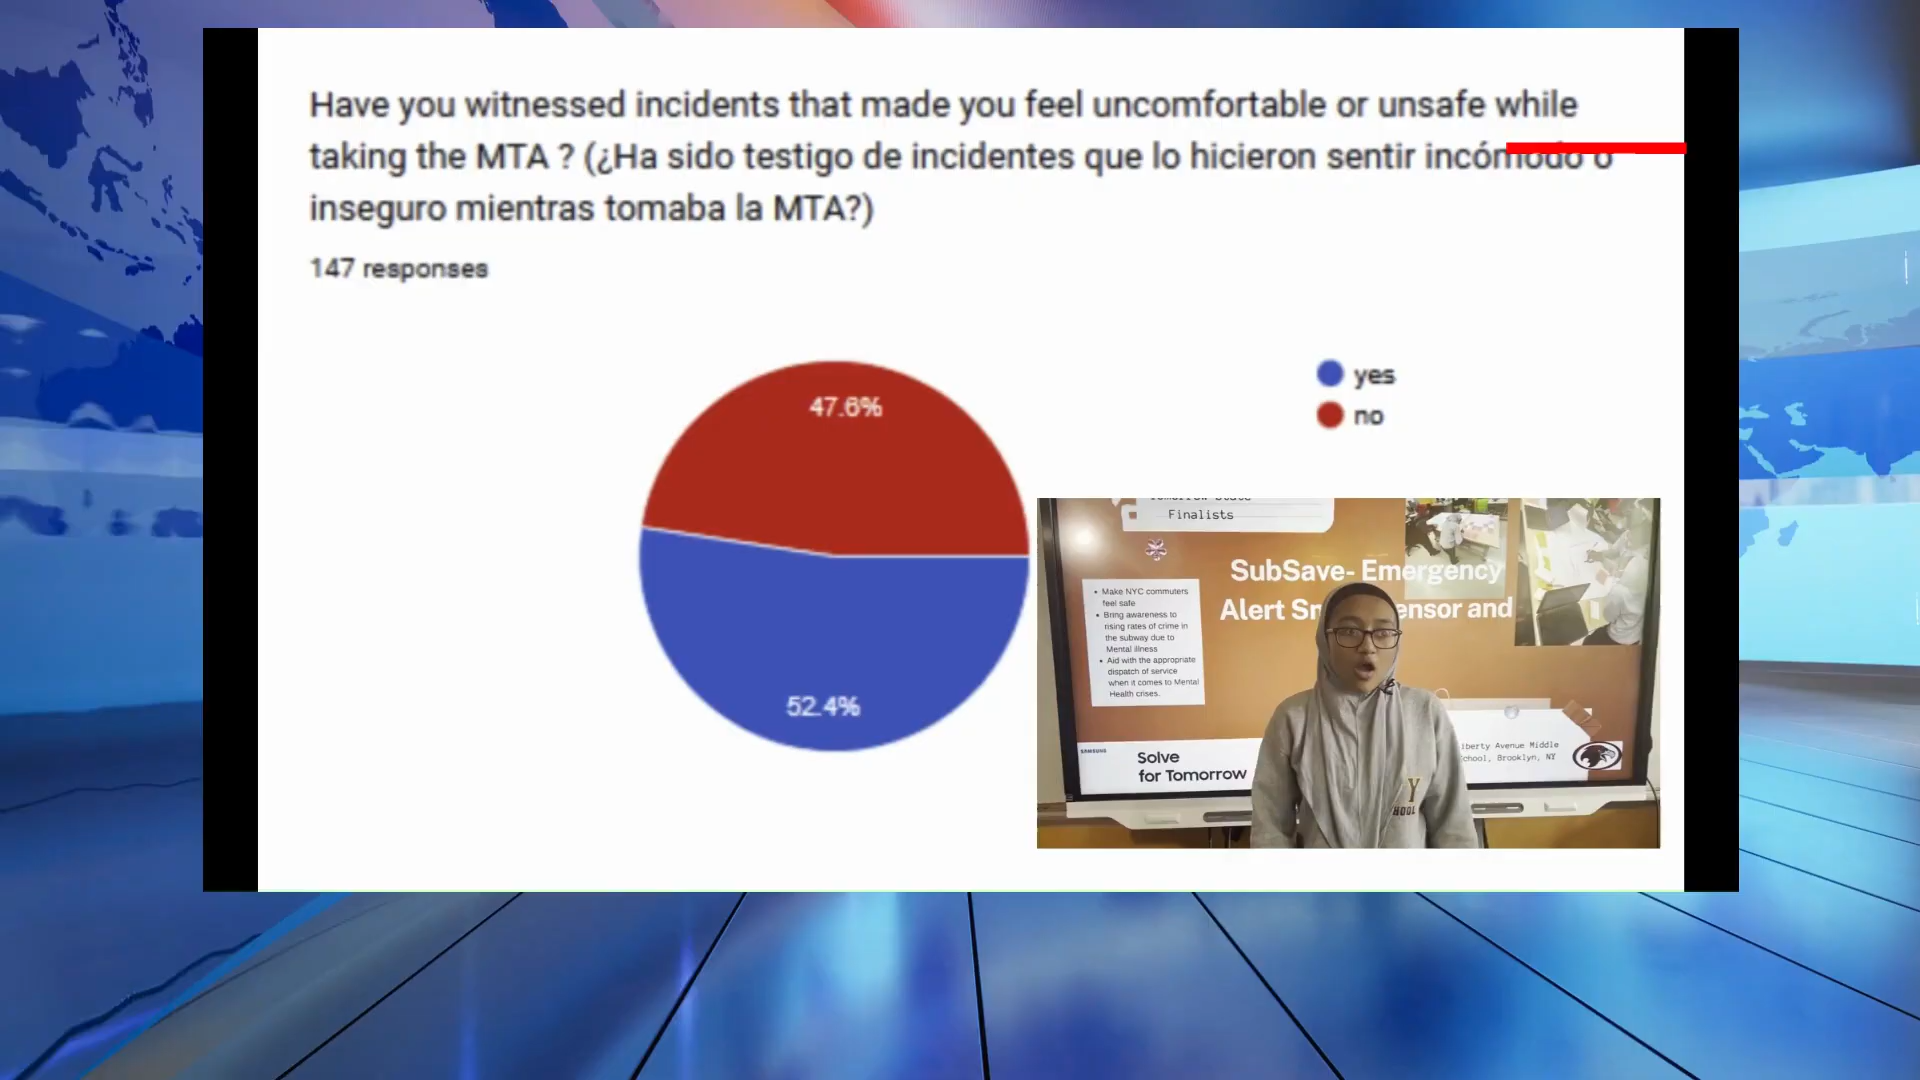 Have you witnessed incidents that made you feel uncomfortable or unsafe while
taking the MTA ? (¿Ha sido testigo de incidentes que lo hicieron sentir incómodo o
inseguro mientras tomaba la MTA?)
147 responses
yes
no
47.6%
52.4%
Finalists
SubSave- Emergency
Alert and
• Make NYC commuters
feel safe
• Bring awareness to
rising rates of crime in
the subway due to
Mental illness
• Aid with the appropriate
dispatch of service
when it comes to Mental
Health crises.
SAMSUNG
Solve
for Tomorrow
Avenue Middle
Brooklyn, NY
Y